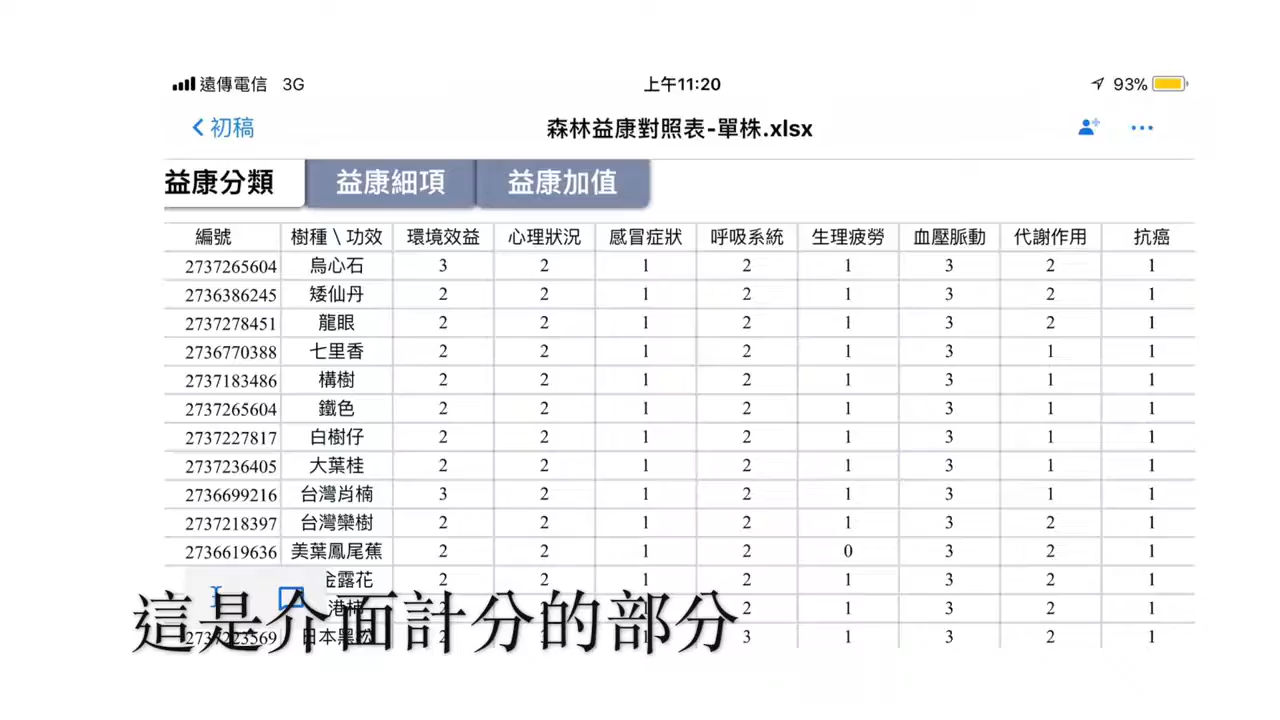 遠傳電信 3G 上午11:20 93%
初稿 森林益康對照表-單株.xlsx
益康分類 益康細項 益康加值
編號 樹種 \ 功效 環境效益 心理狀況 感冒症狀 呼吸系統 生理疲勞 血壓脈動 代謝作用 抗癌
2737265604 烏心石 3 2 1 2 1 3 2 1
2736386245 矮仙丹 2 2 1 2 1 3 2 1
2737278451 龍眼 2 2 1 2 1 3 2 1
2736770388 七里香 2 2 1 2 1 3 1 1
2737183486 構樹 2 2 1 2 1 3 1 1
2737265604 鐵色 2 2 1 2 1 3 1 1
2737227817 白樹仔 2 2 1 2 1 3 1 1
2737236405 大葉桂 2 2 1 2 1 3 1 1
2736699216 台灣肖楠 3 2 1 2 1 3 1 1
2737218397 台灣欒樹 2 2 1 2 1 3 2 1
2736619636 美葉鳳尾蕉 2 2 1 2 0 3 2 1
金露花 2 2 1 2 1 3 2 1
2 1 3 2 1
2737223569 日本黑松 2 3 1 3 2 1
這是介面計分的部分